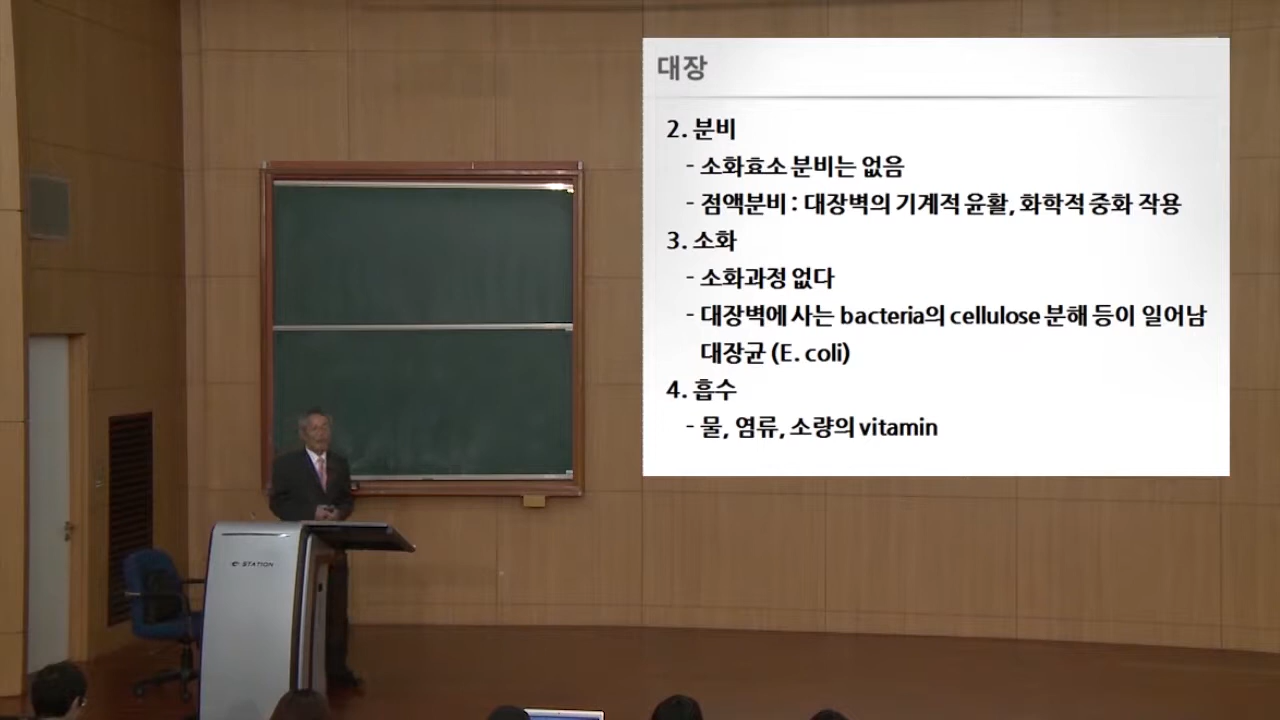 대장
2. 분비
- 소화효소 분비는 없음
- 점액분비 : 대장벽의 기계적 윤활, 화학적 중화 작용
3. 소화
- 소화과정 없다
- 대장벽에 사는 bacteria의 cellulose 분해 등이 일어남
대장균 (E. coli)
4. 흡수
- 물, 염류, 소량의 vitamin
e-STATION